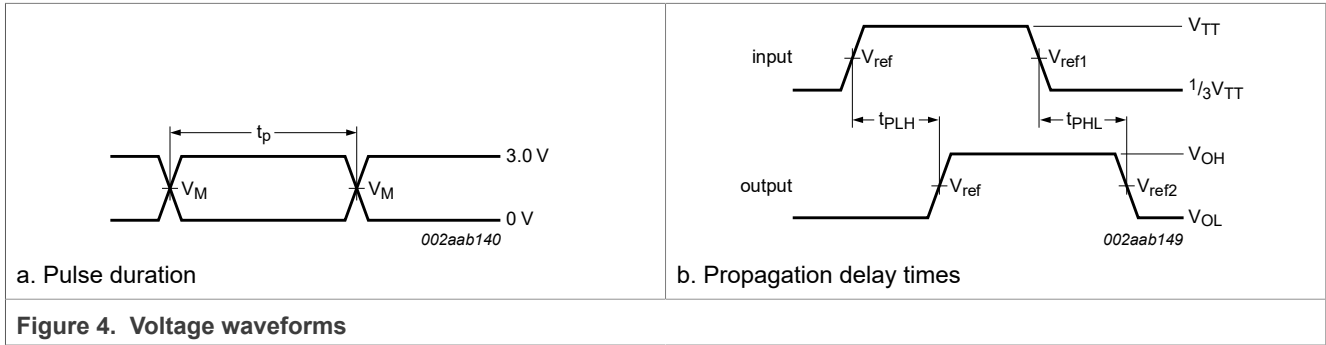 t_p
3.0 V
V_M V_M
0 V
002aab140
a. Pulse duration
V_TT
input V_ref V_ref1
1/3V_TT
t_PLH t_PHL
V_OH
output V_ref V_ref2
V_OL
002aab149
b. Propagation delay times
Figure 4. Voltage waveforms